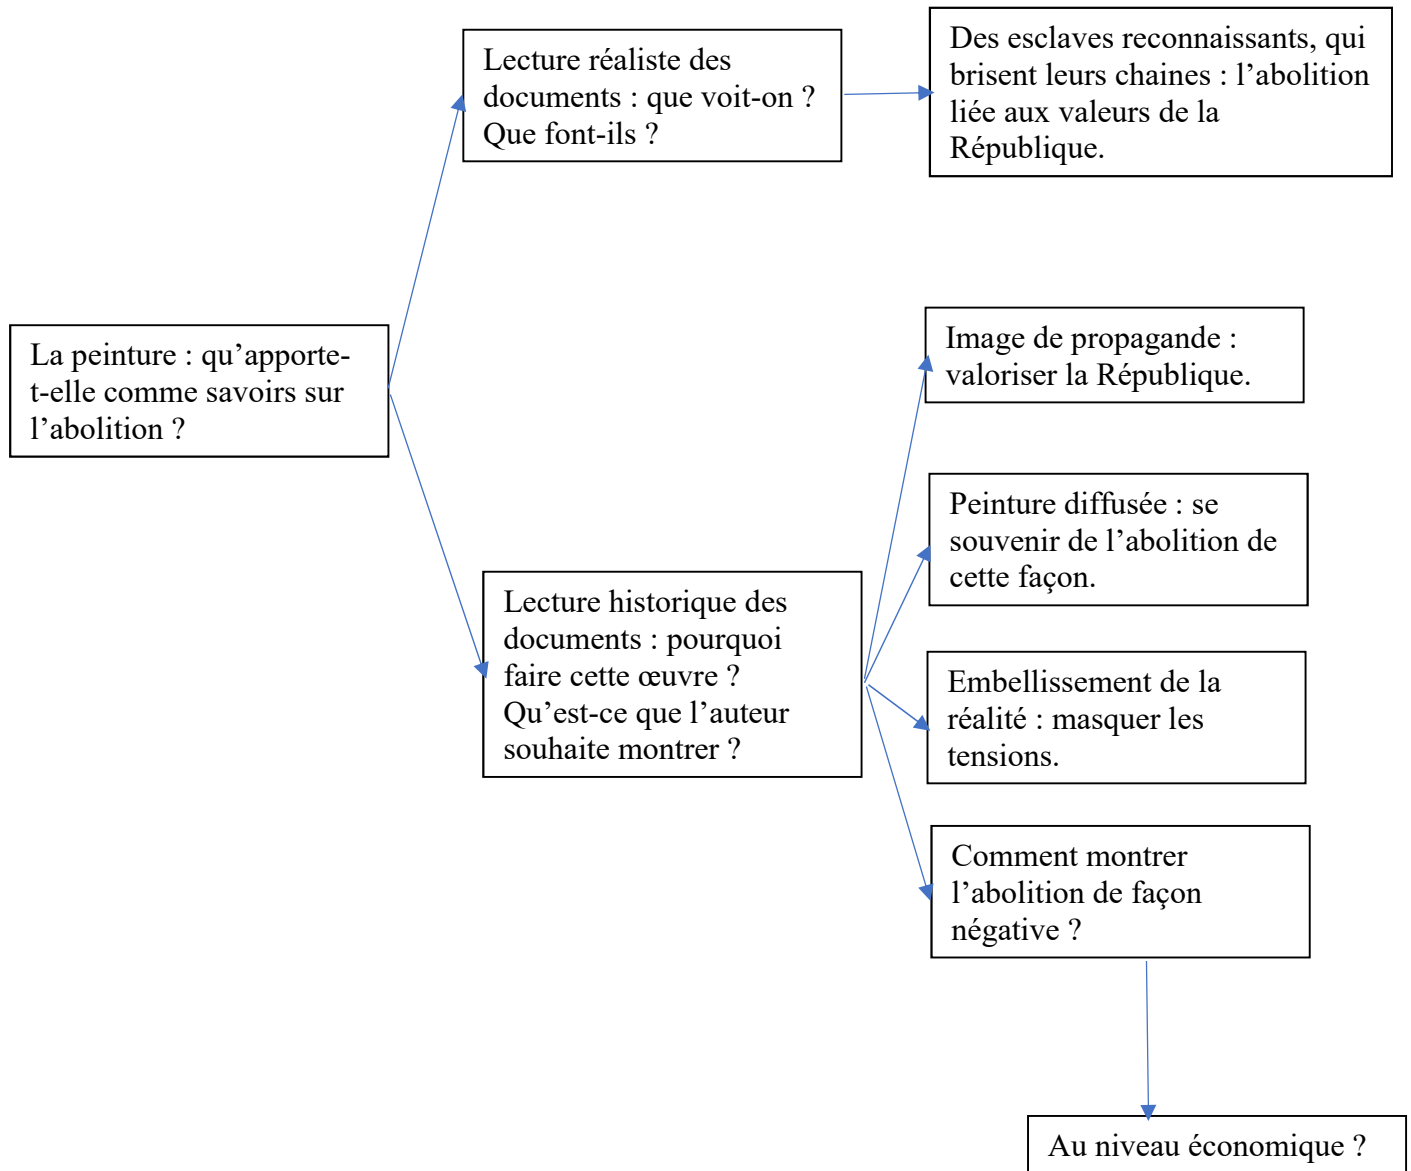 La peinture : qu’apporte-
t-elle comme savoirs sur
l’abolition ?
Lecture réaliste des
documents : que voit-on ?
Que font-ils ?
Des esclaves reconnaissants, qui
brisent leurs chaines : l’abolition
liée aux valeurs de la
République.
Lecture historique des
documents : pourquoi
faire cette œuvre ?
Qu’est-ce que l’auteur
souhaite montrer ?
Image de propagande :
valoriser la République.
Peinture diffusée : se
souvenir de l’abolition de
cette façon.
Embellissement de la
réalité : masquer les
tensions.
Comment montrer
l’abolition de façon
négative ?
Au niveau économique ?